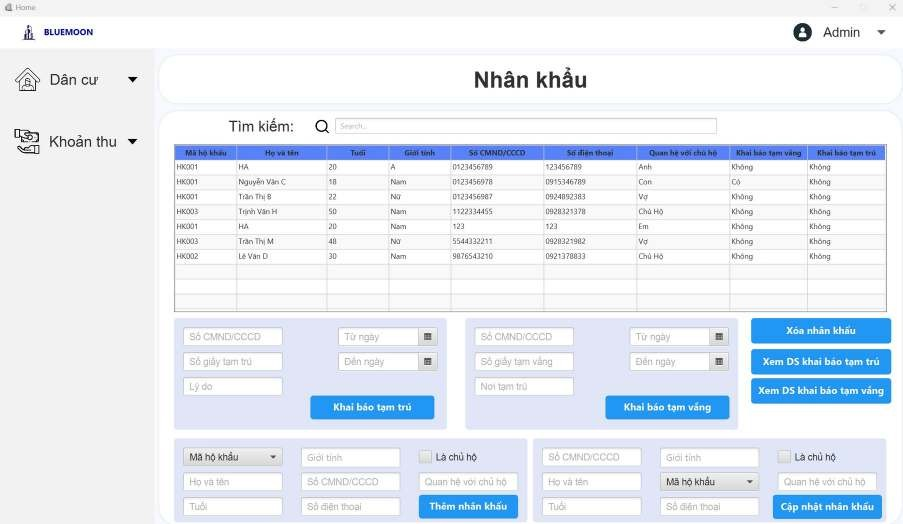 Home
BLUEMOON
Admin
Dân cư
Khoản thu
Nhân khẩu
Tìm kiếm:
Search...
Mã hộ khẩu Họ và tên Tuổi Giới tính Số CMND/CCCD Số điện thoại Quan hệ với chủ hộ Khai báo tạm vắng Khai báo tạm trú
HK001 HA 20 A 0123456789 123456789 Anh Không Không
HK001 Nguyễn Văn C 18 Nam 0123456978 0915346789 Con Có Không
HK001 Trần Thị B 22 Nữ 0123456987 0924892383 Vợ Không Không
HK003 Trịnh Văn H 50 Nam 1122334455 0928321378 Chủ Hộ Không Không
HK001 HA 20 Nam 123 123 Em Không Không
HK003 Trần Thị M 48 Nữ 5544332211 0928321982 Vợ Không Không
HK002 Lê Văn D 30 Nam 9876543210 0921378833 Chủ Hộ Không Không
Số CMND/CCCD Từ ngày
Số giấy tạm trú Đến ngày
Lý do
Khai báo tạm trú
Số CMND/CCCD Từ ngày
Số giấy tạm vắng Đến ngày
Nơi tạm trú
Khai báo tạm vắng
Xóa nhân khẩu
Xem DS khai báo tạm trú
Xem DS khai báo tạm vắng
Mã hộ khẩu Giới tính Là chủ hộ
Họ và tên Số CMND/CCCD Quan hệ với chủ hộ
Tuổi Số điện thoại Thêm nhân khẩu
Số CMND/CCCD Giới tính Là chủ hộ
Họ và tên Mã hộ khẩu Quan hệ với chủ hộ
Tuổi Số điện thoại Cập nhật nhân khẩu